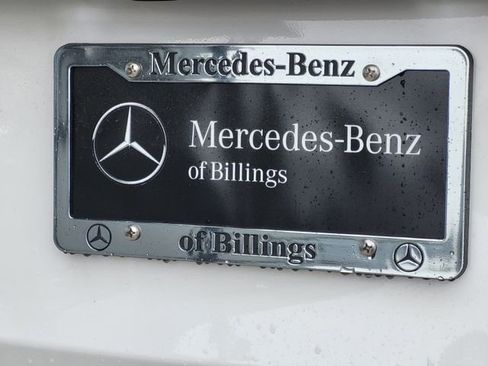 Mercedes-Benz
Mercedes-Benz
of Billings
of Billings